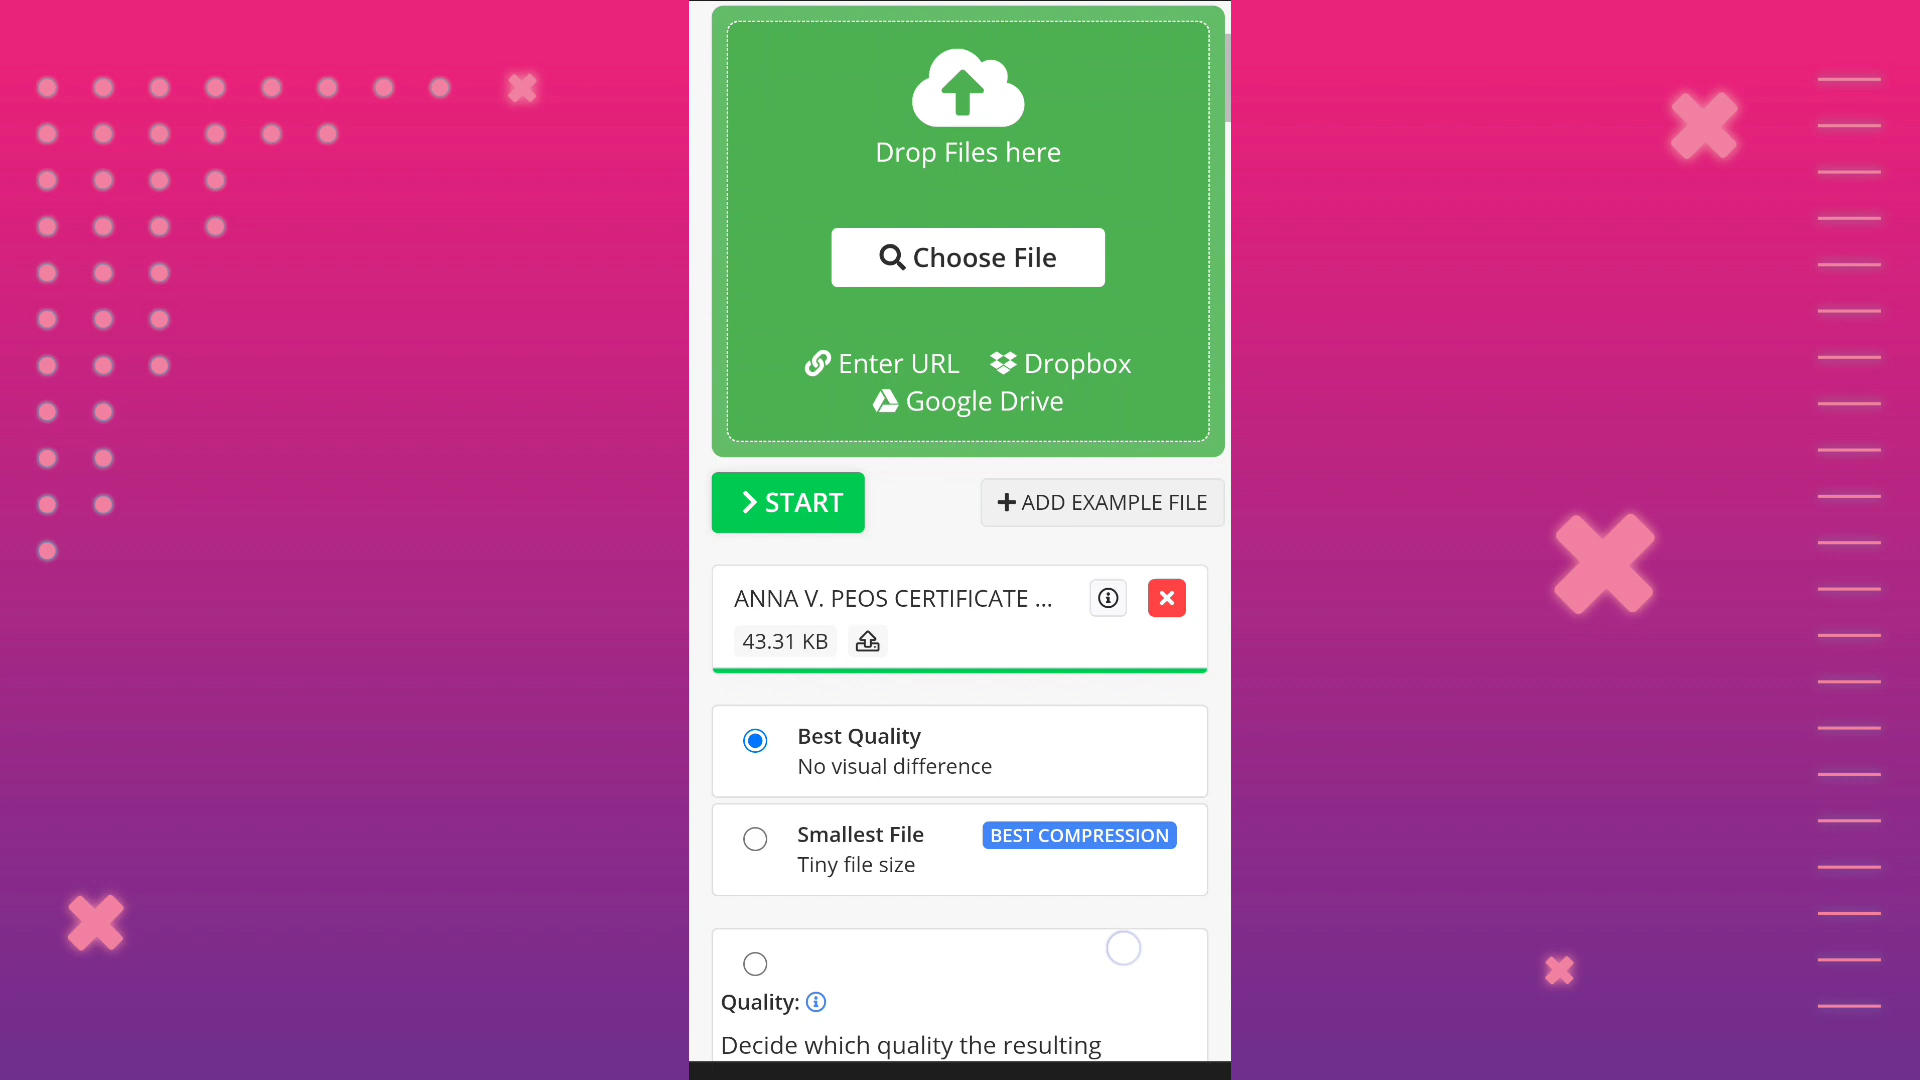 Drop Files here
Choose File
Enter URL Dropbox
Google Drive
START
ADD EXAMPLE FILE
ANNA V. PEOS CERTIFICATE ...
43.31 KB
Best Quality
No visual difference
Smallest File
BEST COMPRESSION
Tiny file size
Quality:
Decide which quality the resulting